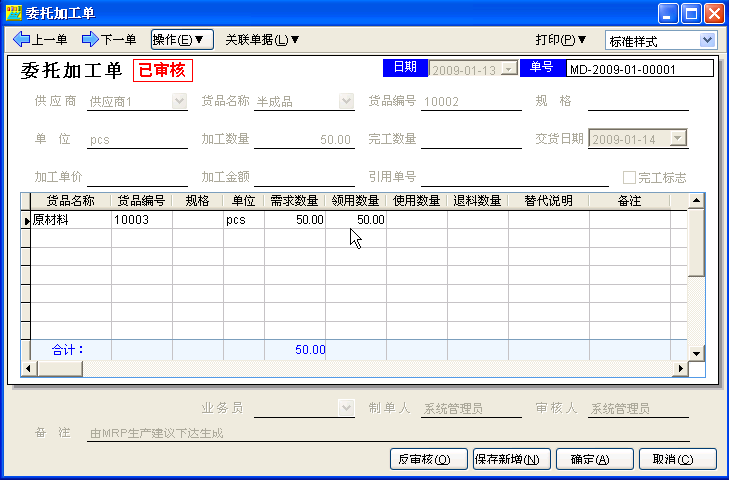 委托加工单
上一单 下一单 操作(E)▼ 关联单据(L)▼ 打印(P)▼ 标准样式
委托加工单 已审核 日期 2009-01-13 单号 MD-2009-01-00001
供应商 供应商1 货品名称 半成品 货品编号 10002 规 格
单 位 pcs 加工数量 50.00 完工数量 交货日期 2009-01-14
加工单价 加工金额 引用单号 完工标志
货品名称 货品编号 规格 单位 需求数量 领用数量 使用数量 退料数量 替代说明 备注
原材料 10003 pcs 50.00 50.00
合计： 50.00
业务员 制单人 系统管理员 审核人 系统管理员
备 注 由MRP生产建议下达生成
反审核(O) 保存新增(N) 确定(A) 取消(C)